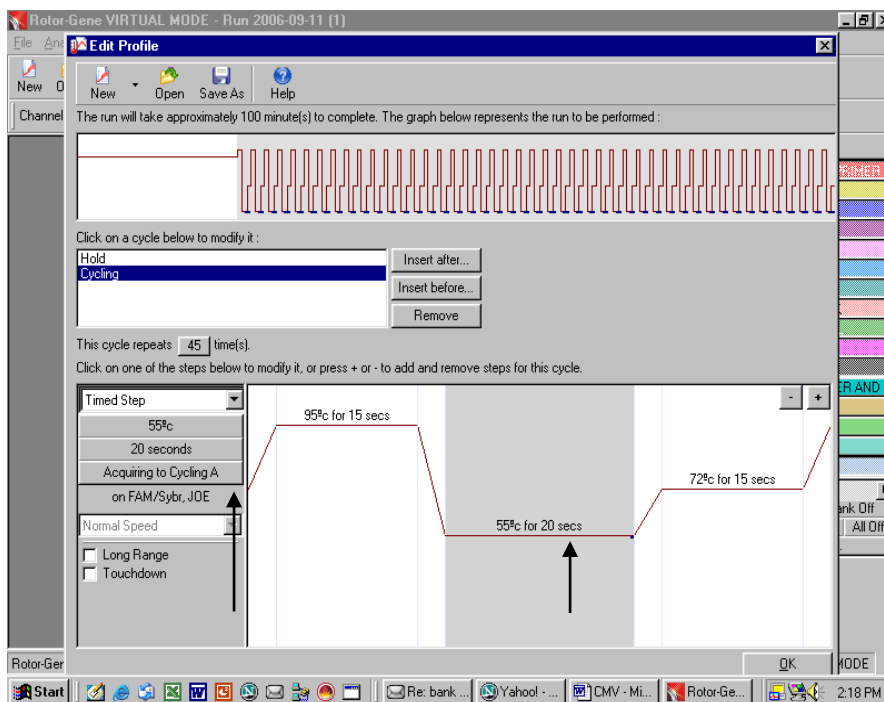 Rotor-Gene VIRTUAL MODE - Run 2006-09-11 (1)
File Ana
Edit Profile
New
New Open Save As Help
Channel
The run will take approximately 100 minute(s) to complete. The graph below represents the run to be performed :
Click on a cycle below to modify it :
Hold
Cycling
Insert after...
Insert before...
Remove
This cycle repeats 45 time(s).
Click on one of the steps below to modify it, or press + or - to add and remove steps for this cycle.
Timed Step
55ºc
20 seconds
Acquiring to Cycling A
on FAM/Sybr, JOE
Normal Speed
Long Range
Touchdown
95ºc for 15 secs
55ºc for 20 secs
72ºc for 15 secs
- +
ER AND
ank Off
All Off
OK
Rotor-Ger
MODE
Start Re: bank ... Yahoo! - ... CMV - Mi... Rotor-Ge... 2:18 PM